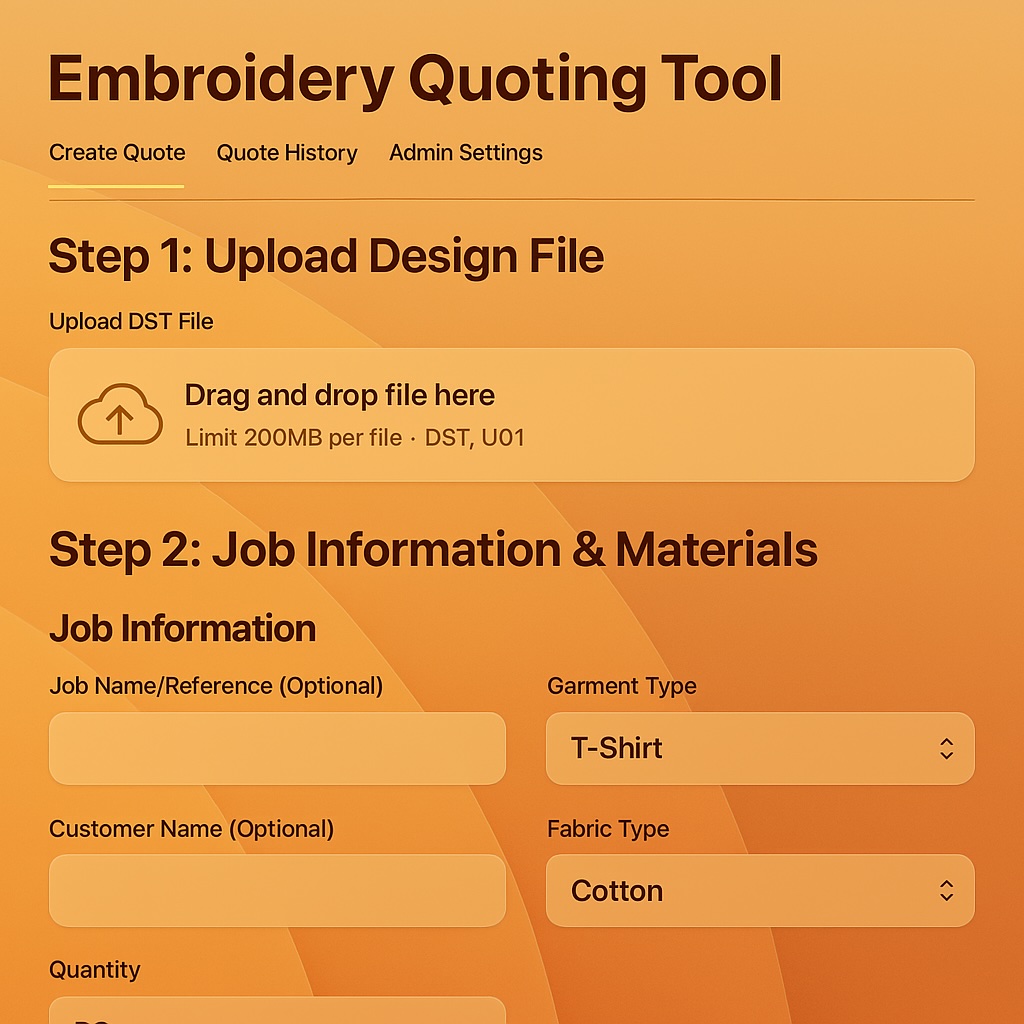 Embroidery Quoting Tool
Create Quote Quote History Admin Settings
Step 1: Upload Design File
Upload DST File
Drag and drop file here
Limit 200MB per file · DST, U01
Step 2: Job Information & Materials
Job Information
Job Name/Reference (Optional) Garment Type
T-Shirt
Customer Name (Optional) Fabric Type
Cotton
Quantity